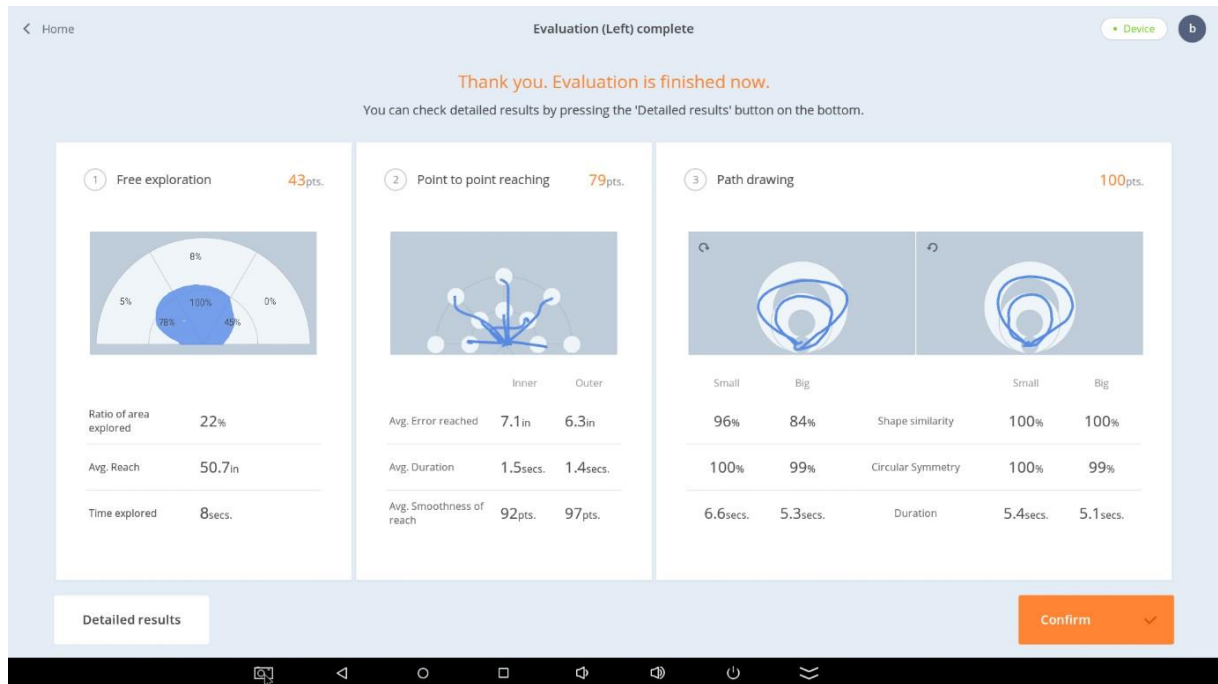 Home
Evaluation (Left) complete
Device
b
Thank you. Evaluation is finished now.
You can check detailed results by pressing the 'Detailed results' button on the bottom.
1 Free exploration 43pts.
8%
5% 100% 0%
78% 45%
Ratio of area
explored 22%
Avg. Reach 50.7in
Time explored 8secs.
2 Point to point reaching 79pts.
Inner Outer
Avg. Error reached 7.1in 6.3in
Avg. Duration 1.5secs. 1.4secs.
Avg. Smoothness of
reach 92pts. 97pts.
3 Path drawing 100pts.
Small Big Small Big
96% 84% Shape similarity 100% 100%
100% 99% Circular Symmetry 100% 99%
6.6secs. 5.3secs. Duration 5.4secs. 5.1secs.
Detailed results
Confirm